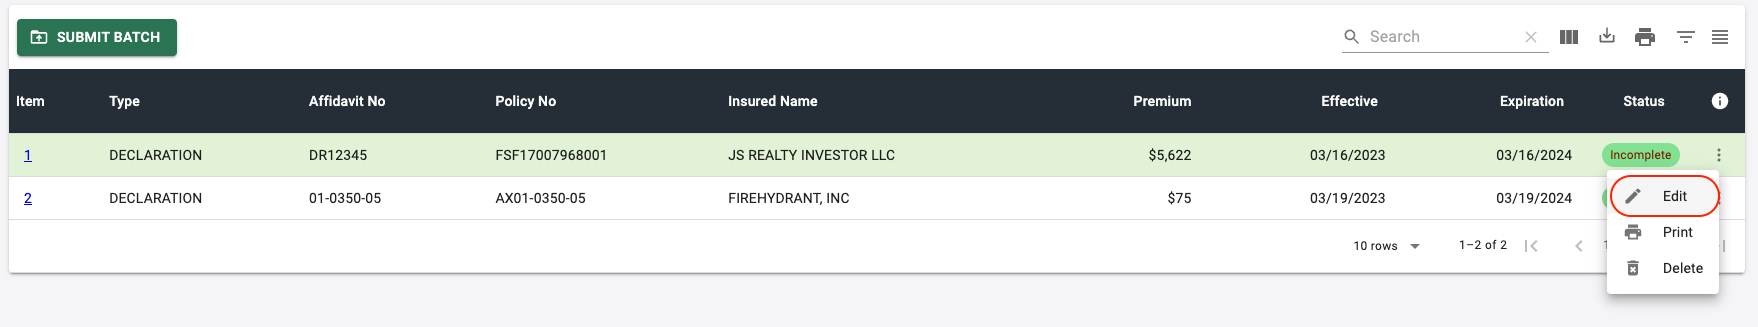 SUBMIT BATCH Search
Item Type Affidavit No Policy No Insured Name Premium Effective Expiration Status
1 DECLARATION DR12345 FSF17007968001 JS REALTY INVESTOR LLC $5,622 03/16/2023 03/16/2024 Incomplete
2 DECLARATION 01-0350-05 AX01-0350-05 FIREHYDRANT, INC $75 03/19/2023 03/19/2024
Edit
10 rows 1–2 of 2
Print
Delete